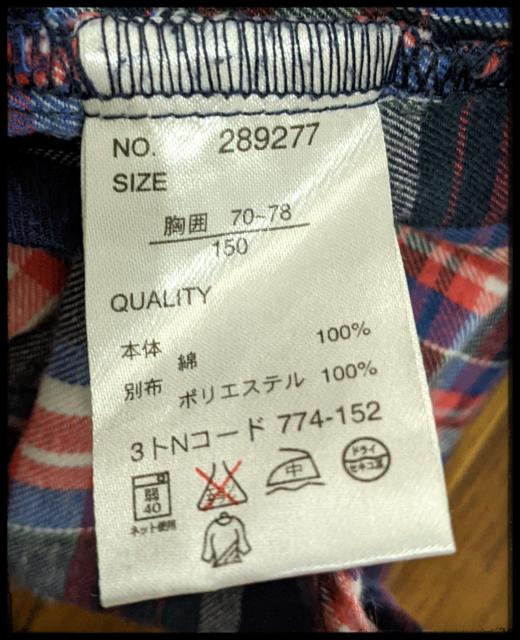 NO. 289277
SIZE
胸囲 70~78
150
QUALITY
本体 綿 100%
別布 ポリエステル 100%
3トNコード 774-152
弱
40
ネット使用
中
ドライ
セキユ系